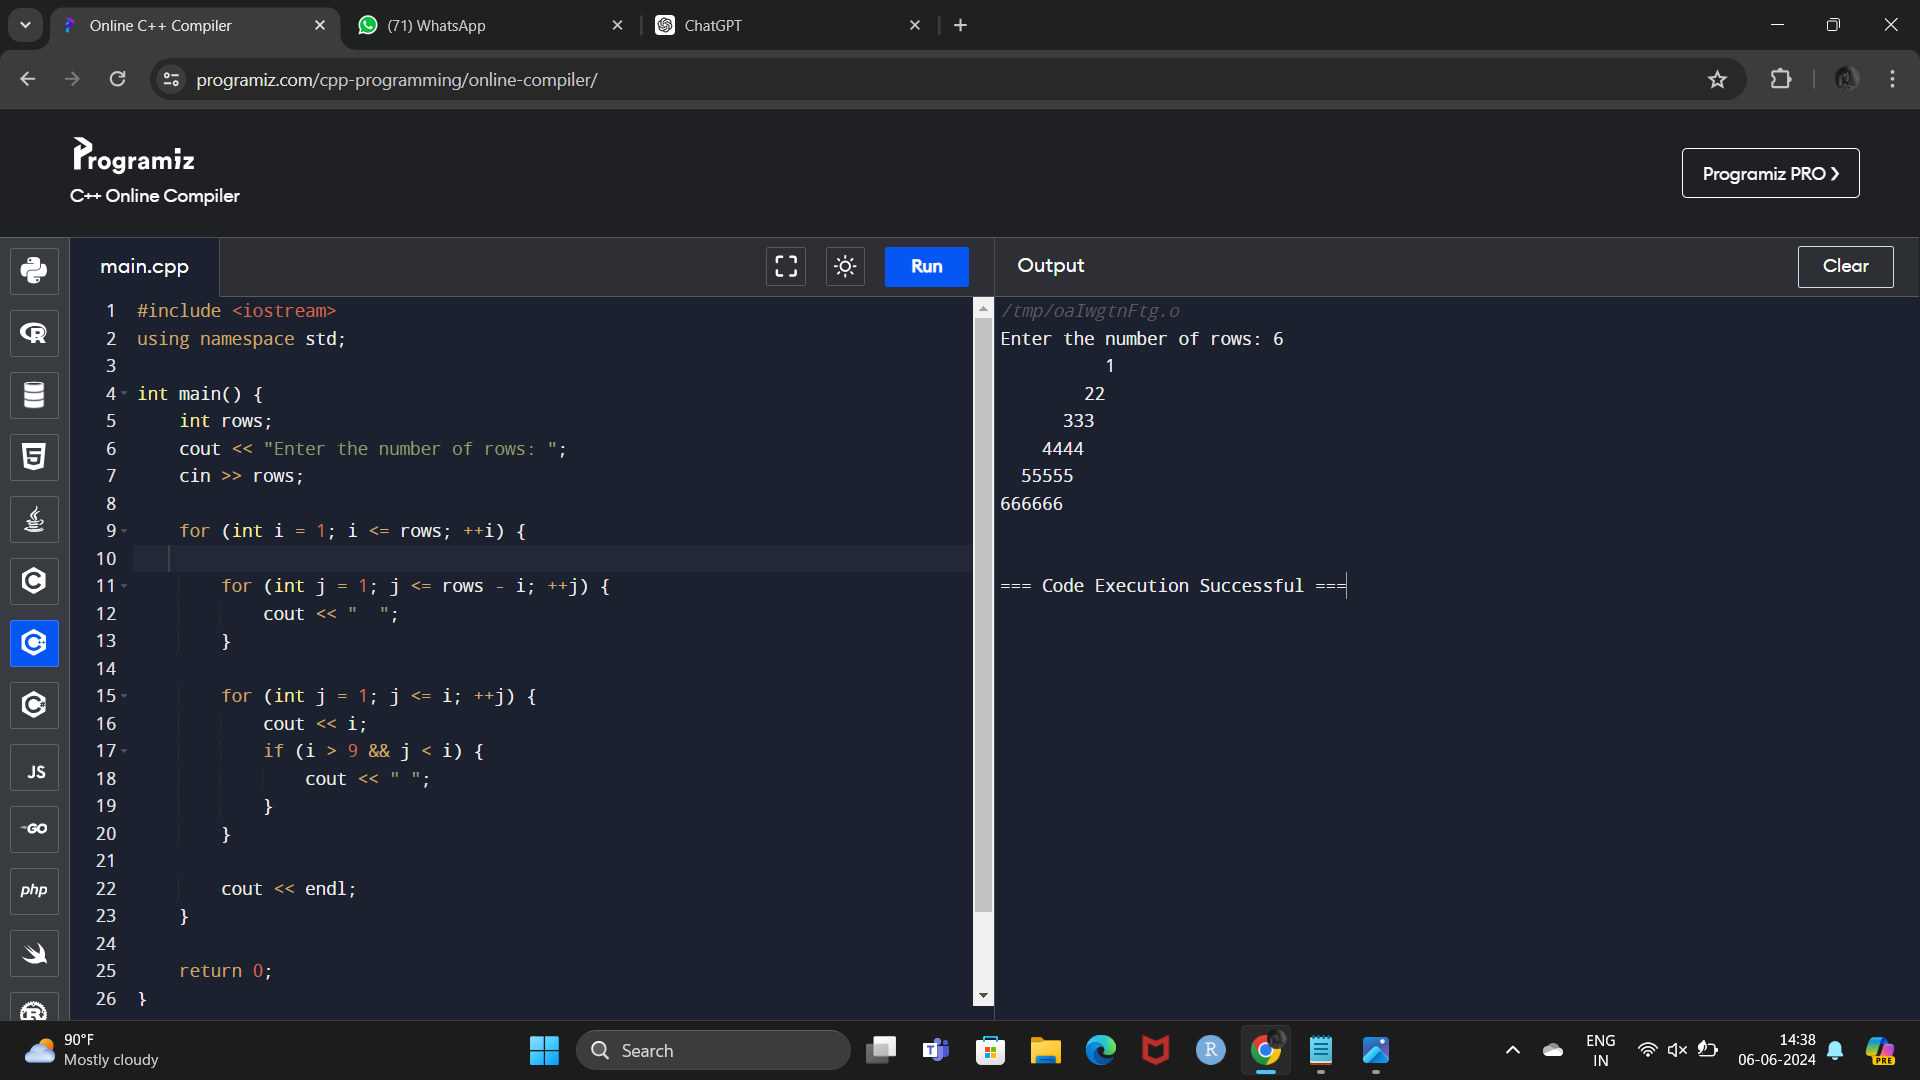 Online C++ Compiler
(71) WhatsApp
ChatGPT
programiz.com/cpp-programming/online-compiler/
Programiz
C++ Online Compiler
Programiz PRO ❯
main.cpp
Run
Output
Clear
1 #include <iostream>
2 using namespace std;
3
4 int main() {
5     int rows;
6     cout << "Enter the number of rows: ";
7     cin >> rows;
8
9     for (int i = 1; i <= rows; ++i) {
10
11         for (int j = 1; j <= rows - i; ++j) {
12             cout << "  ";
13         }
14
15         for (int j = 1; j <= i; ++j) {
16             cout << i;
17             if (i > 9 && j < i) {
18                 cout << " ";
19             }
20         }
21
22         cout << endl;
23     }
24
25     return 0;
26 }
/tmp/oaIwgtnFtg.o
Enter the number of rows: 6
          1
        22
      333
    4444
  55555
666666
=== Code Execution Successful ===
JS
GO
php
90°F
Mostly cloudy
Search
ENG
IN
14:38
06-06-2024
PRE